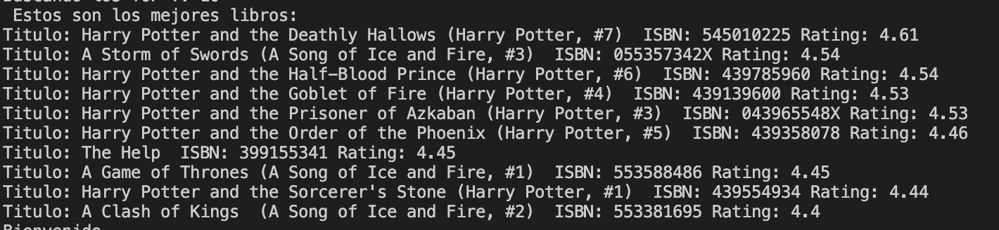 Estos son los mejores libros:
Titulo: Harry Potter and the Deathly Hallows (Harry Potter, #7)  ISBN: 545010225 Rating: 4.61
Titulo: A Storm of Swords (A Song of Ice and Fire, #3)  ISBN: 055357342X Rating: 4.54
Titulo: Harry Potter and the Half-Blood Prince (Harry Potter, #6)  ISBN: 439785960 Rating: 4.54
Titulo: Harry Potter and the Goblet of Fire (Harry Potter, #4)  ISBN: 439139600 Rating: 4.53
Titulo: Harry Potter and the Prisoner of Azkaban (Harry Potter, #3)  ISBN: 043965548X Rating: 4.53
Titulo: Harry Potter and the Order of the Phoenix (Harry Potter, #5)  ISBN: 439358078 Rating: 4.46
Titulo: The Help  ISBN: 399155341 Rating: 4.45
Titulo: A Game of Thrones (A Song of Ice and Fire, #1)  ISBN: 553588486 Rating: 4.45
Titulo: Harry Potter and the Sorcerer's Stone (Harry Potter, #1)  ISBN: 439554934 Rating: 4.44
Titulo: A Clash of Kings  (A Song of Ice and Fire, #2)  ISBN: 553381695 Rating: 4.4